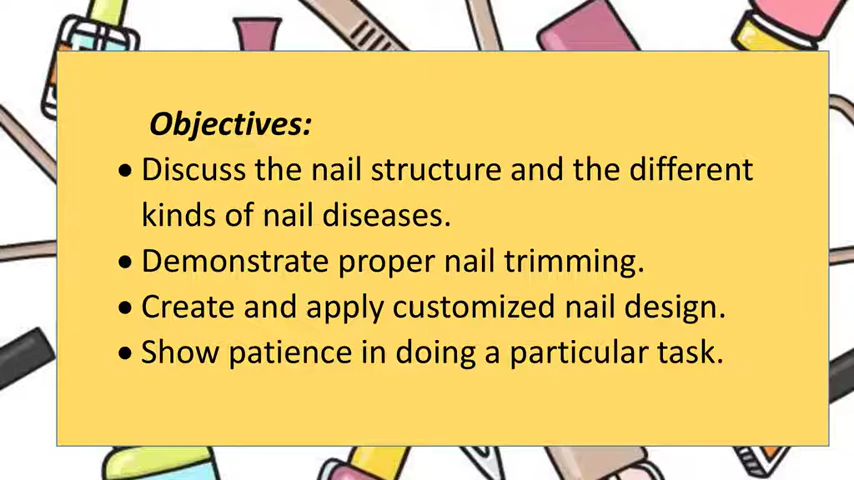 Objectives:
• Discuss the nail structure and the different
kinds of nail diseases.
• Demonstrate proper nail trimming.
• Create and apply customized nail design.
• Show patience in doing a particular task.